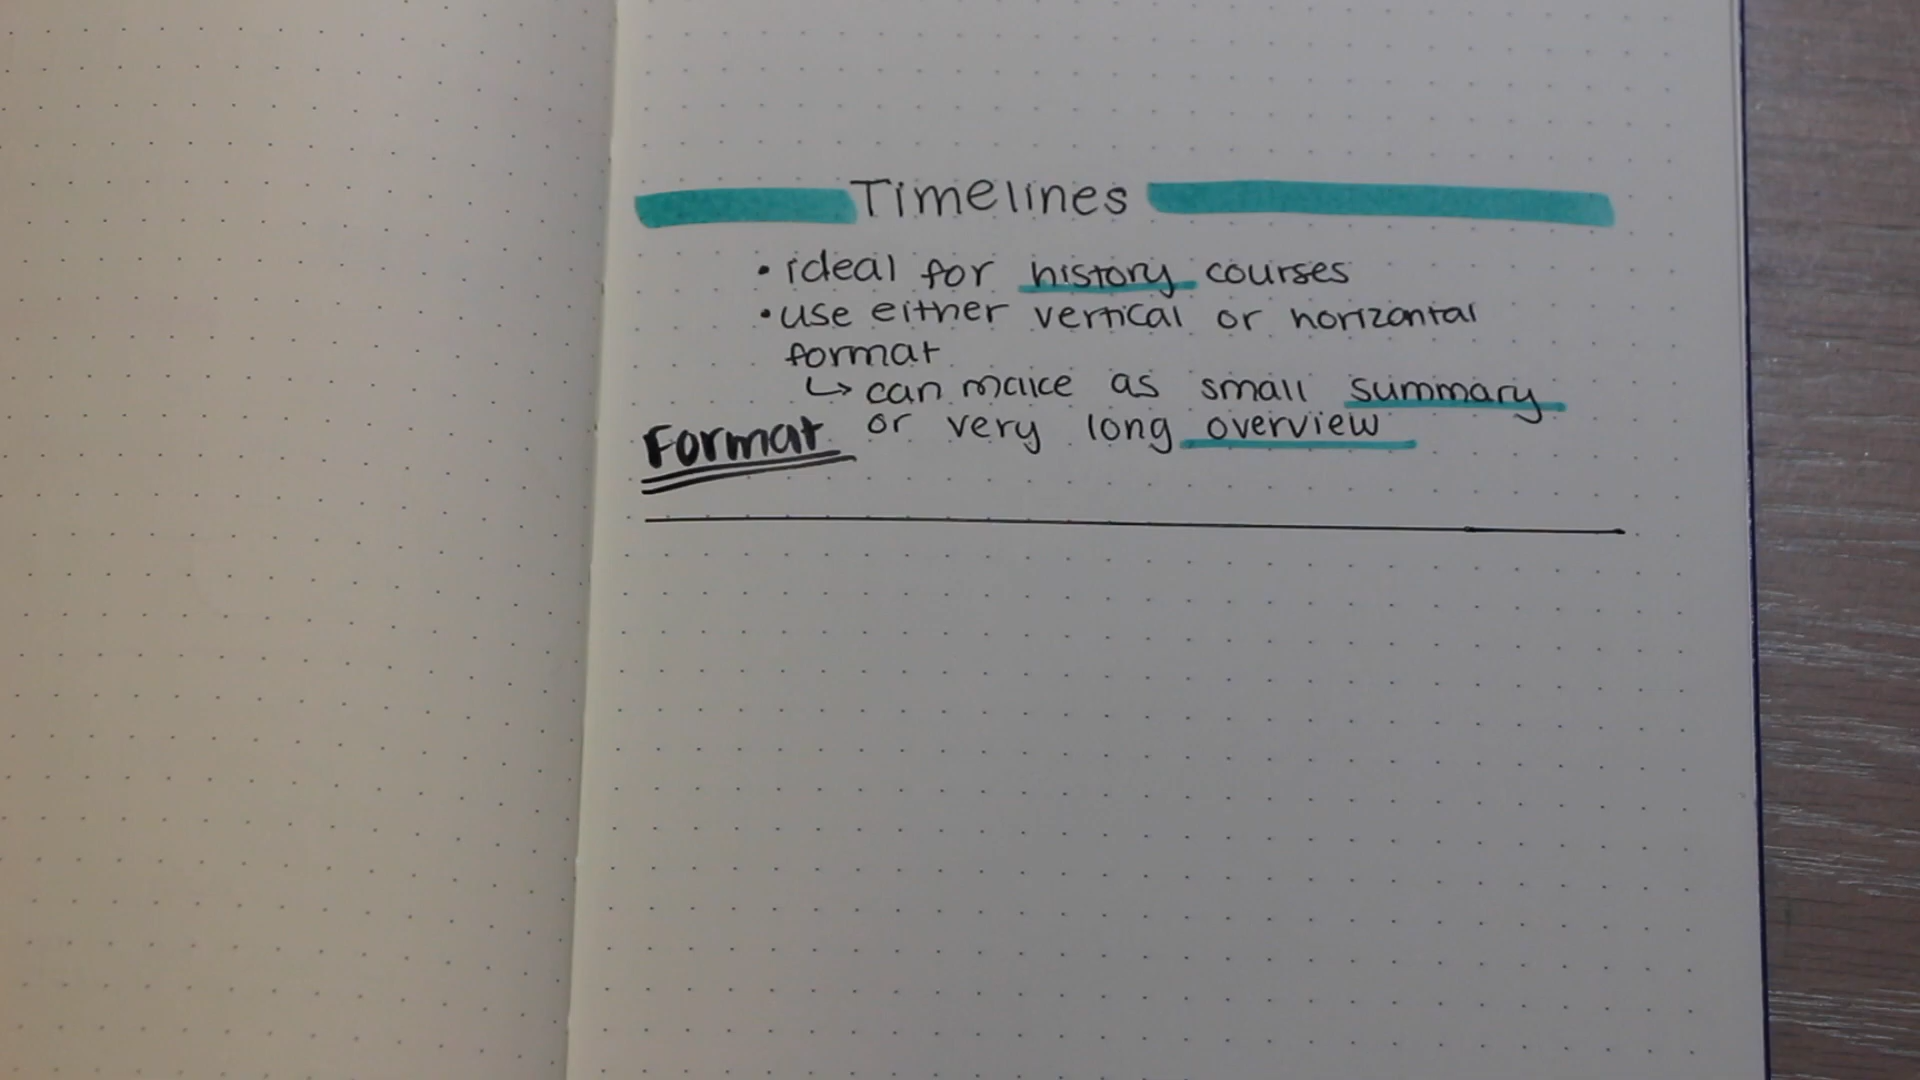 Timelines
• ideal for history courses
• use either vertical or horizontal
format
↳ can make as small summary
or very long overview
Format